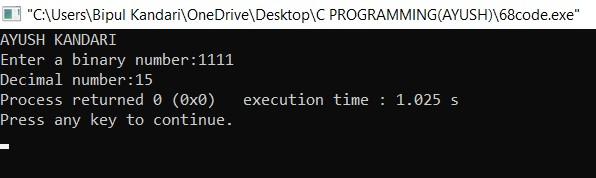 "C:\Users\Bipul Kandari\OneDrive\Desktop\C PROGRAMMING(AYUSH)\68code.exe"
AYUSH KANDARI
Enter a binary number:1111
Decimal number:15
Process returned 0 (0x0)   execution time : 1.025 s
Press any key to continue.